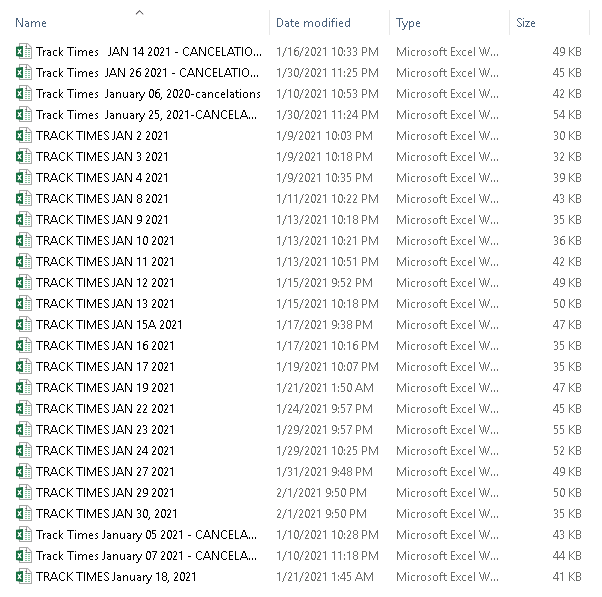 Name Date modified Type Size
Track Times JAN 14 2021 - CANCELATIO... 1/16/2021 10:33 PM Microsoft Excel W... 49 KB
Track Times JAN 26 2021 - CANCELATIO... 1/30/2021 11:25 PM Microsoft Excel W... 45 KB
Track Times January 06, 2020-cancelations 1/10/2021 10:53 PM Microsoft Excel W... 42 KB
Track Times January 25, 2021-CANCELA... 1/30/2021 11:24 PM Microsoft Excel W... 54 KB
TRACK TIMES JAN 2 2021 1/9/2021 10:03 PM Microsoft Excel W... 30 KB
TRACK TIMES JAN 3 2021 1/9/2021 10:18 PM Microsoft Excel W... 32 KB
TRACK TIMES JAN 4 2021 1/9/2021 10:35 PM Microsoft Excel W... 39 KB
TRACK TIMES JAN 8 2021 1/11/2021 10:22 PM Microsoft Excel W... 43 KB
TRACK TIMES JAN 9 2021 1/13/2021 10:18 PM Microsoft Excel W... 35 KB
TRACK TIMES JAN 10 2021 1/13/2021 10:21 PM Microsoft Excel W... 36 KB
TRACK TIMES JAN 11 2021 1/13/2021 10:51 PM Microsoft Excel W... 42 KB
TRACK TIMES JAN 12 2021 1/15/2021 9:52 PM Microsoft Excel W... 49 KB
TRACK TIMES JAN 13 2021 1/15/2021 10:18 PM Microsoft Excel W... 50 KB
TRACK TIMES JAN 15A 2021 1/17/2021 9:38 PM Microsoft Excel W... 47 KB
TRACK TIMES JAN 16 2021 1/17/2021 10:16 PM Microsoft Excel W... 35 KB
TRACK TIMES JAN 17 2021 1/19/2021 10:07 PM Microsoft Excel W... 35 KB
TRACK TIMES JAN 19 2021 1/21/2021 1:50 AM Microsoft Excel W... 47 KB
TRACK TIMES JAN 22 2021 1/24/2021 9:57 PM Microsoft Excel W... 45 KB
TRACK TIMES JAN 23 2021 1/29/2021 9:57 PM Microsoft Excel W... 55 KB
TRACK TIMES JAN 24 2021 1/29/2021 10:25 PM Microsoft Excel W... 52 KB
TRACK TIMES JAN 27 2021 1/31/2021 9:48 PM Microsoft Excel W... 49 KB
TRACK TIMES JAN 29 2021 2/1/2021 9:50 PM Microsoft Excel W... 50 KB
TRACK TIMES JAN 30, 2021 2/1/2021 9:50 PM Microsoft Excel W... 35 KB
Track Times January 05 2021 - CANCELA... 1/10/2021 10:28 PM Microsoft Excel W... 43 KB
Track Times January 07 2021 - CANCELA... 1/10/2021 11:18 PM Microsoft Excel W... 44 KB
TRACK TIMES January 18, 2021 1/21/2021 1:45 AM Microsoft Excel W... 41 KB